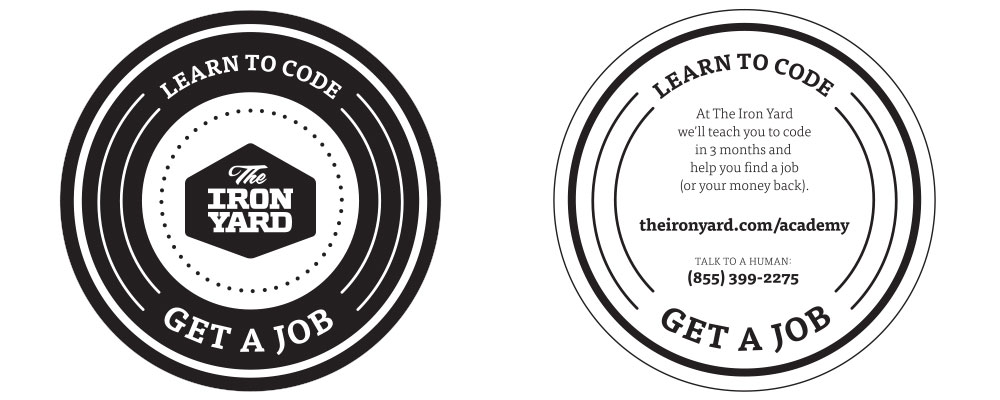 LEARN TO CODE
The
IRON
YARD
GET A JOB
LEARN TO CODE
At The Iron Yard
we'll teach you to code
in 3 months and
help you find a job
(or your money back).
theironyard.com/academy
TALK TO A HUMAN:
(855) 399-2275
GET A JOB